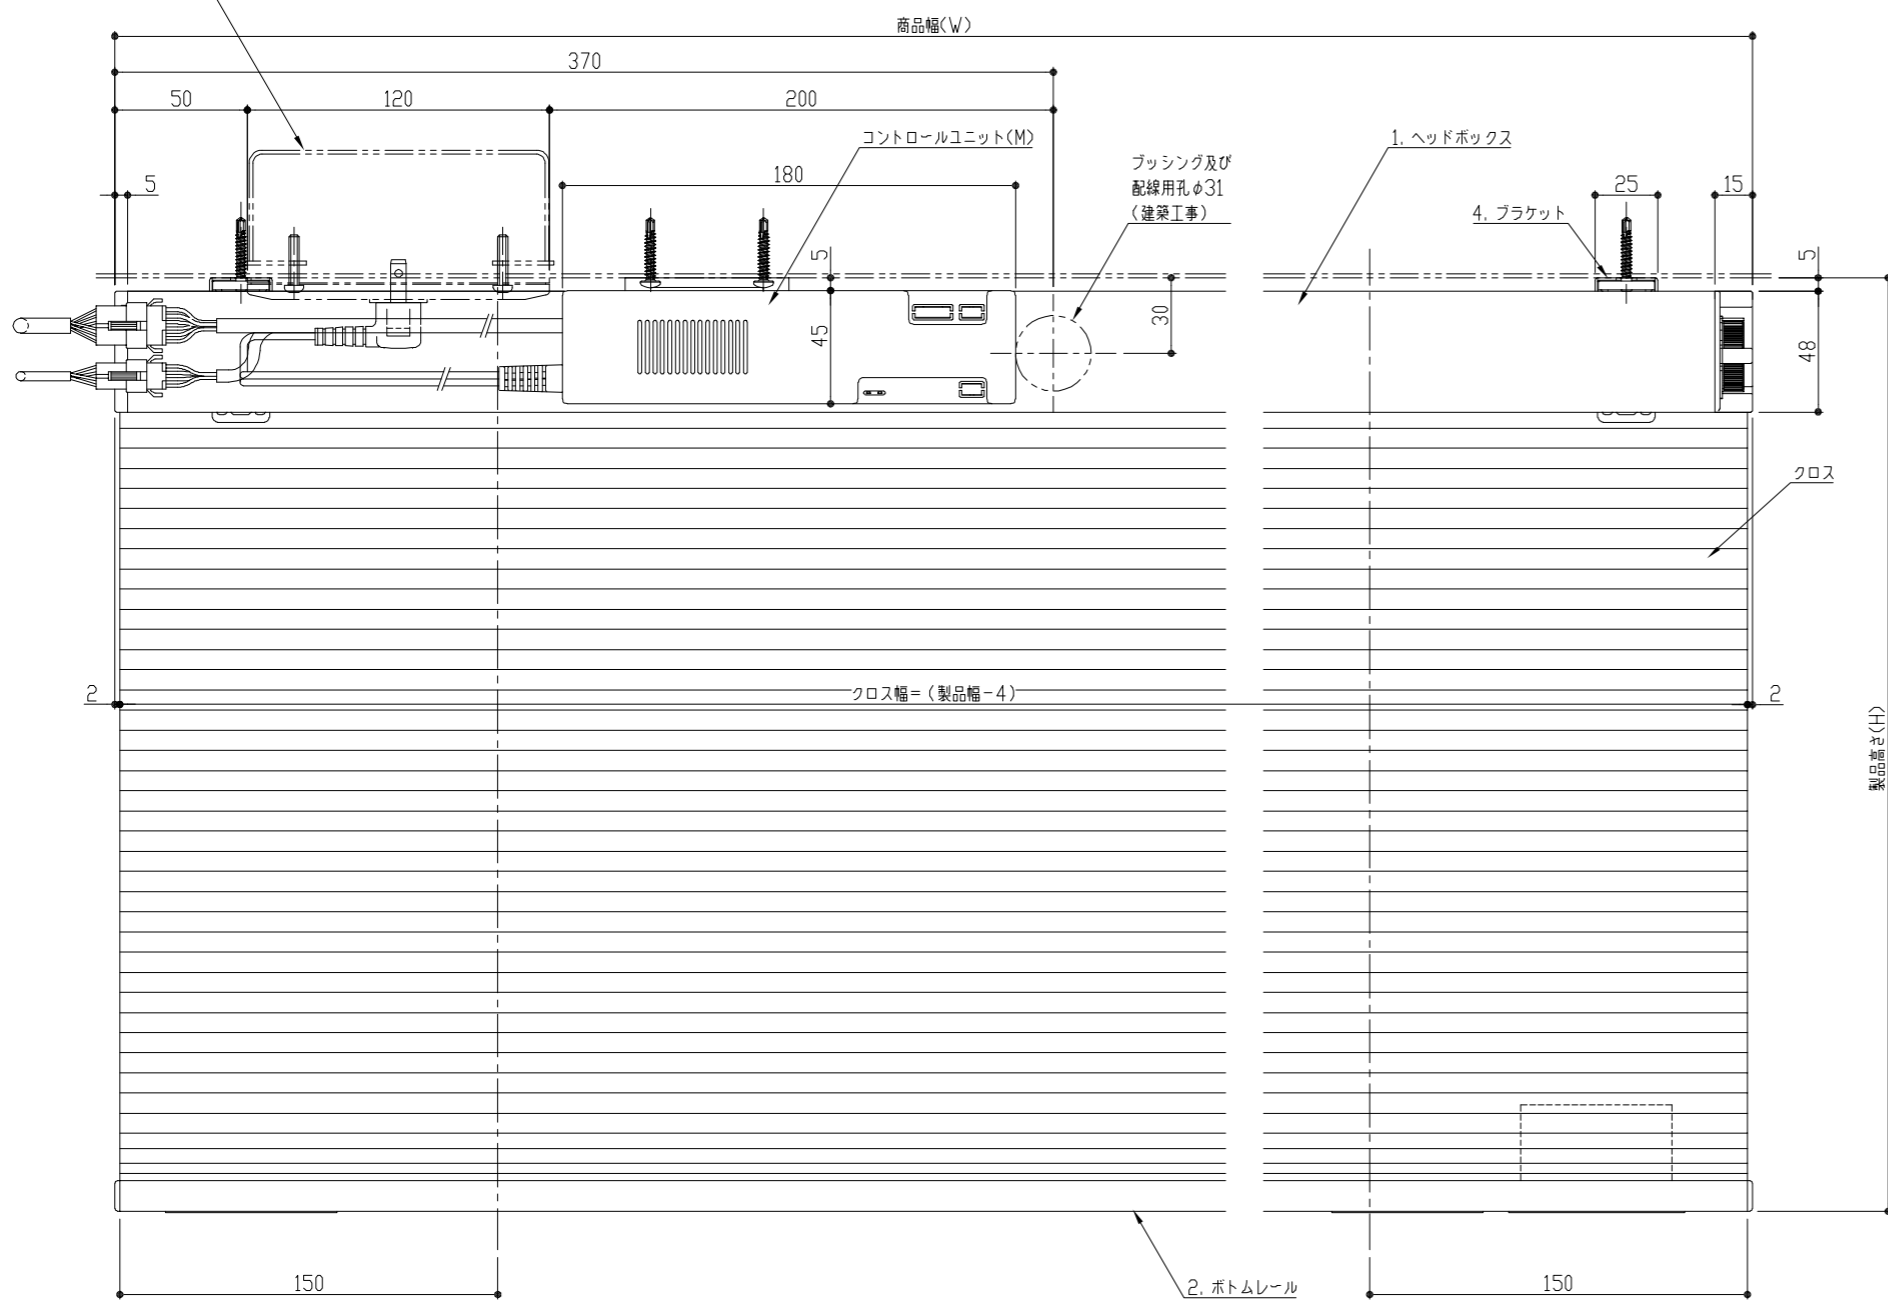 商品幅(W)
370
50
120
200
コントロールユニット(M)
1. ヘッドボックス
ブッシング及び
配線用孔φ31
(建築工事)
5
180
25
15
4. ブラケット
5
5
30
45
48
クロス
2
クロス幅=(製品幅-4)
2
製品高さ(H)
150
2. ボトムレール
150